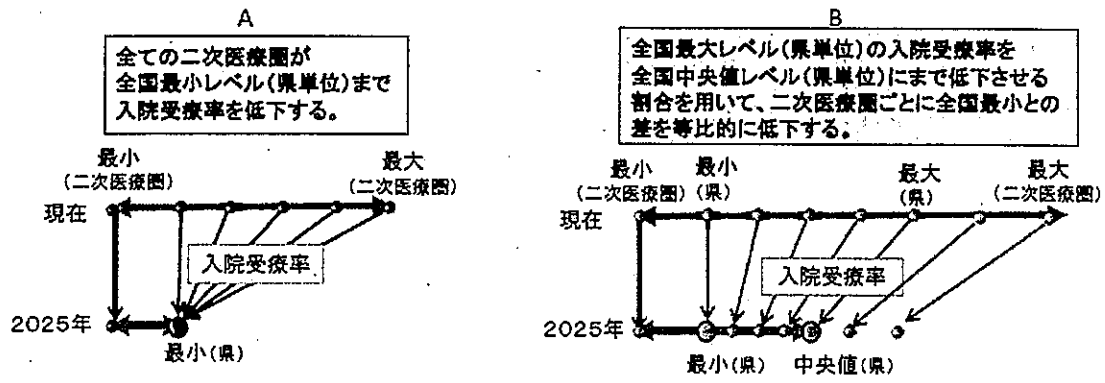 A
全ての二次医療圏が
全国最小レベル(県単位)まで
入院受療率を低下する。
最小
(二次医療圏)
最大
(二次医療圏)
現在
入院受療率
2025年
最小(県)
B
全国最大レベル(県単位)の入院受療率を
全国中央値レベル(県単位)にまで低下させる
割合を用いて、二次医療圏ごとに全国最小との
差を等比的に低下する。
最小
(二次医療圏)
最小
(県)
最大
(県)
最大
(二次医療圏)
現在
入院受療率
2025年
最小(県)
中央値(県)